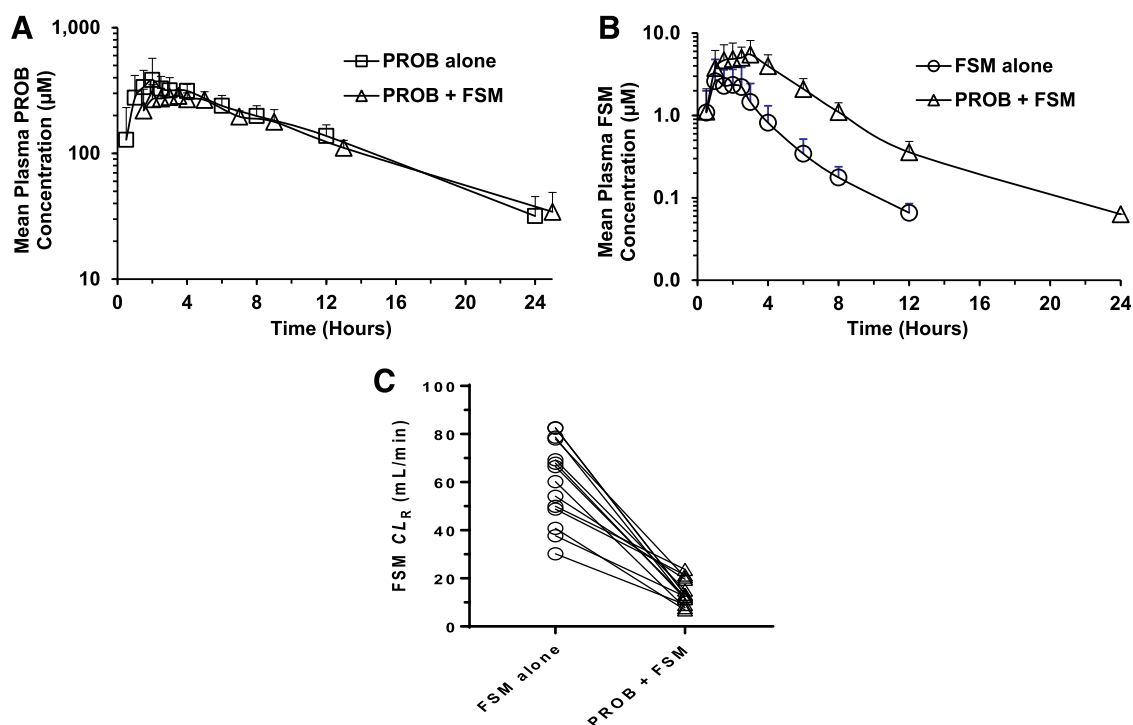 A
1,000
100
10
Mean Plasma PROB
Concentration (µM)
PROB alone
PROB + FSM
0 4 8 12 16 20 24
Time (Hours)
B
10.0
1.0
0.1
0.0
Mean Plasma FSM
Concentration (µM)
FSM alone
PROB + FSM
0 4 8 12 16 20 24
Time (Hours)
C
100
80
60
40
20
0
FSM CLR (mL/min)
FSM alone
PROB + FSM